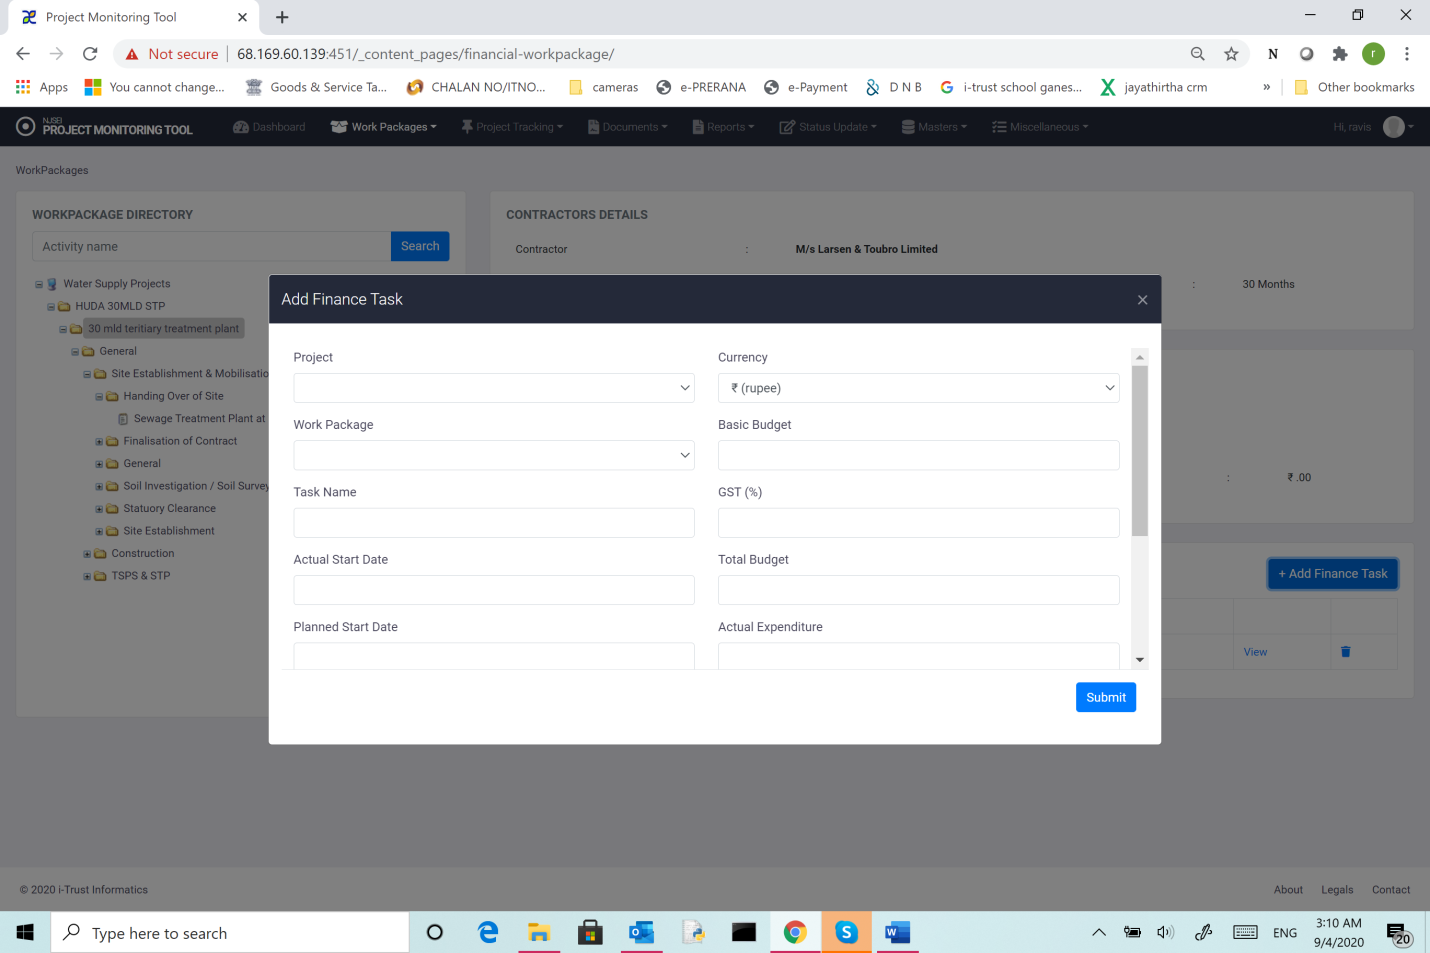 Project Monitoring Tool
Not secure 68.169.60.139:451/_content_pages/financial-workpackage/
N
r
Apps You cannot change... Goods & Service Ta... CHALAN NO/ITNO... cameras e-PRERANA e-Payment D N B i-trust school ganes... jayathirtha crm » Other bookmarks
NJSEI
PROJECT MONITORING TOOL Dashboard Work Packages Project Tracking Documents Reports Status Update Masters Miscellaneous Hi, ravis
WorkPackages
WORKPACKAGE DIRECTORY
Activity name Search
Water Supply Projects
HUDA 30MLD STP
30 mld teritiary treatment plant
General
Site Establishment & Mobilisatio
Handing Over of Site
Sewage Treatment Plant at
Finalisation of Contract
General
Soil Investigation / Soil Survey
Statuory Clearance
Site Establishment
Construction
TSPS & STP
CONTRACTORS DETAILS
Contractor : M/s Larsen & Toubro Limited
: 30 Months
: ₹ .00
+ Add Finance Task
View
Add Finance Task ×
Project
Currency
₹ (rupee)
Work Package
Basic Budget
Task Name
GST (%)
Actual Start Date
Total Budget
Planned Start Date
Actual Expenditure
Submit
© 2020 i-Trust Informatics About Legals Contact
Type here to search
ENG
3:10 AM
9/4/2020
20